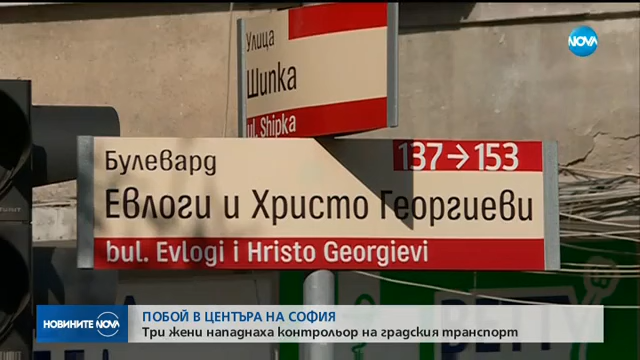 Улица
Шипка
ul. Shipka
NOVA
Булевард
137→153
Евлоги и Христо Георгиеви
bul. Evlogi i Hristo Georgievi
НОВИНИТЕ NOVA
ПОБОЙ В ЦЕНТЪРА НА СОФИЯ
Три жени нападнаха контрольор на градския транспорт